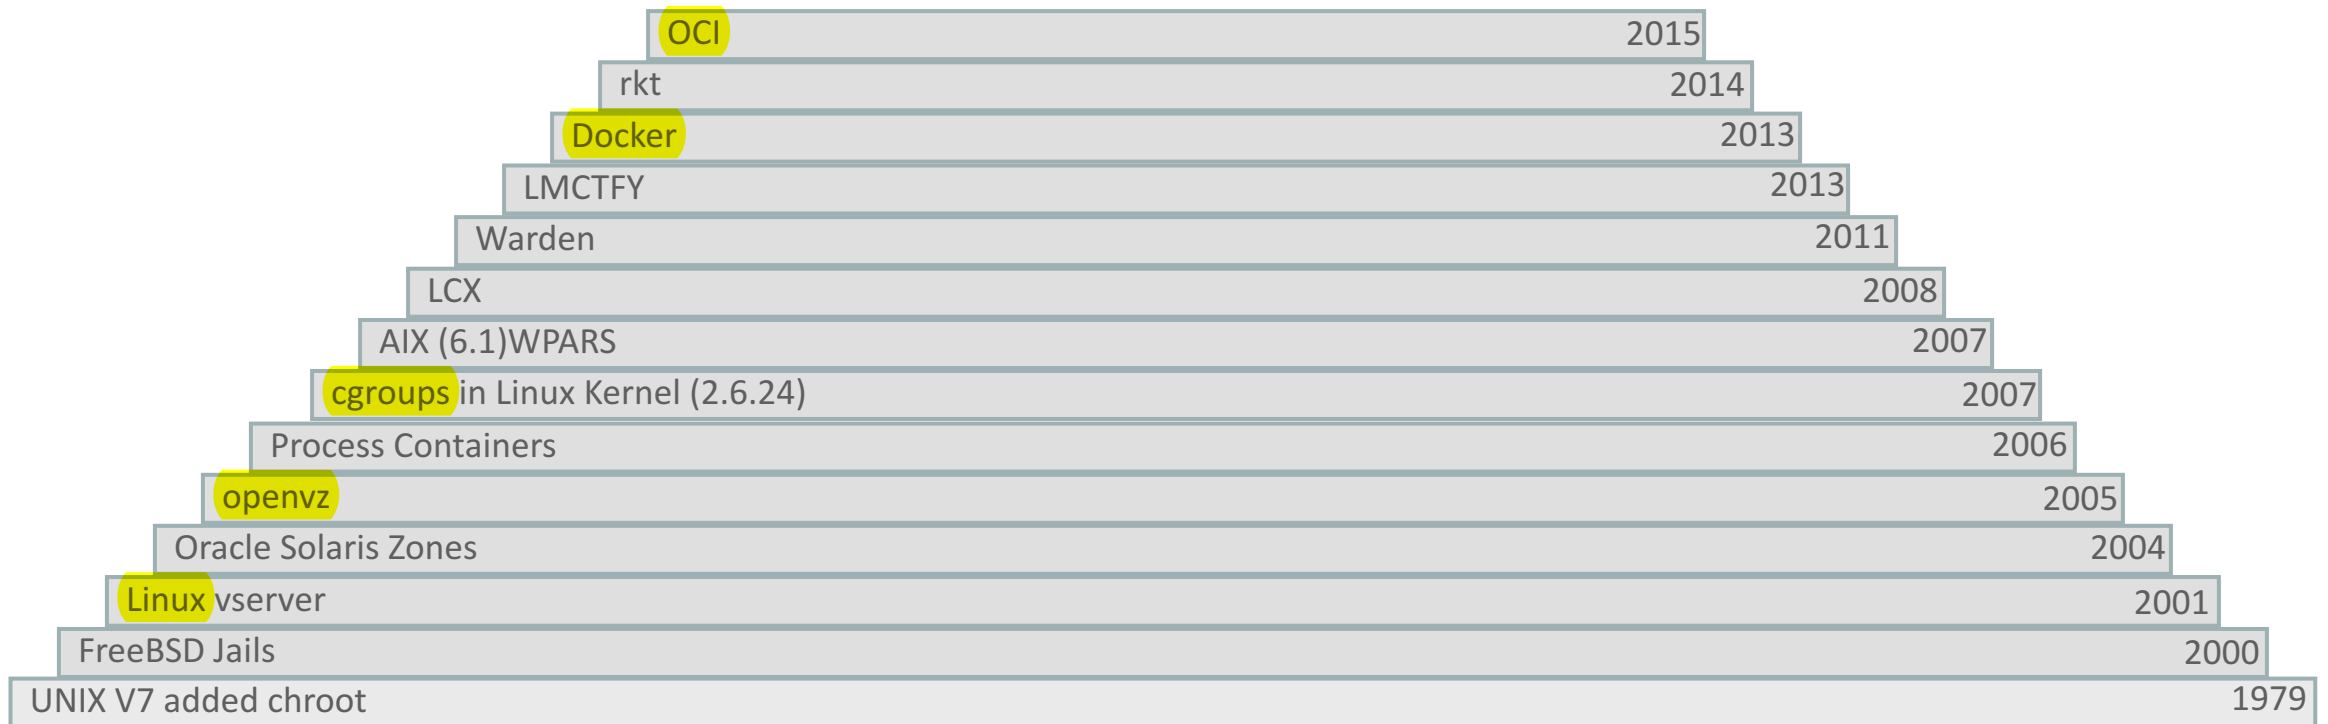 OCI 2015
rkt 2014
Docker 2013
LMCTFY 2013
Warden 2011
LCX 2008
AIX (6.1)WPARS 2007
cgroups in Linux Kernel (2.6.24) 2007
Process Containers 2006
openvz 2005
Oracle Solaris Zones 2004
Linux vserver 2001
FreeBSD Jails 2000
UNIX V7 added chroot 1979